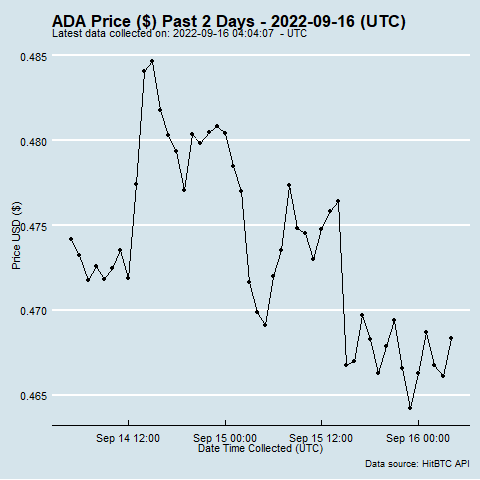 ADA Price ($) Past 2 Days - 2022-09-16 (UTC)
Latest data collected on: 2022-09-16 04:04:07  - UTC
0.485
0.480
0.475
0.470
0.465
Price USD ($)
Sep 14 12:00
Sep 15 00:00
Sep 15 12:00
Sep 16 00:00
Date Time Collected (UTC)
Data source: HitBTC API